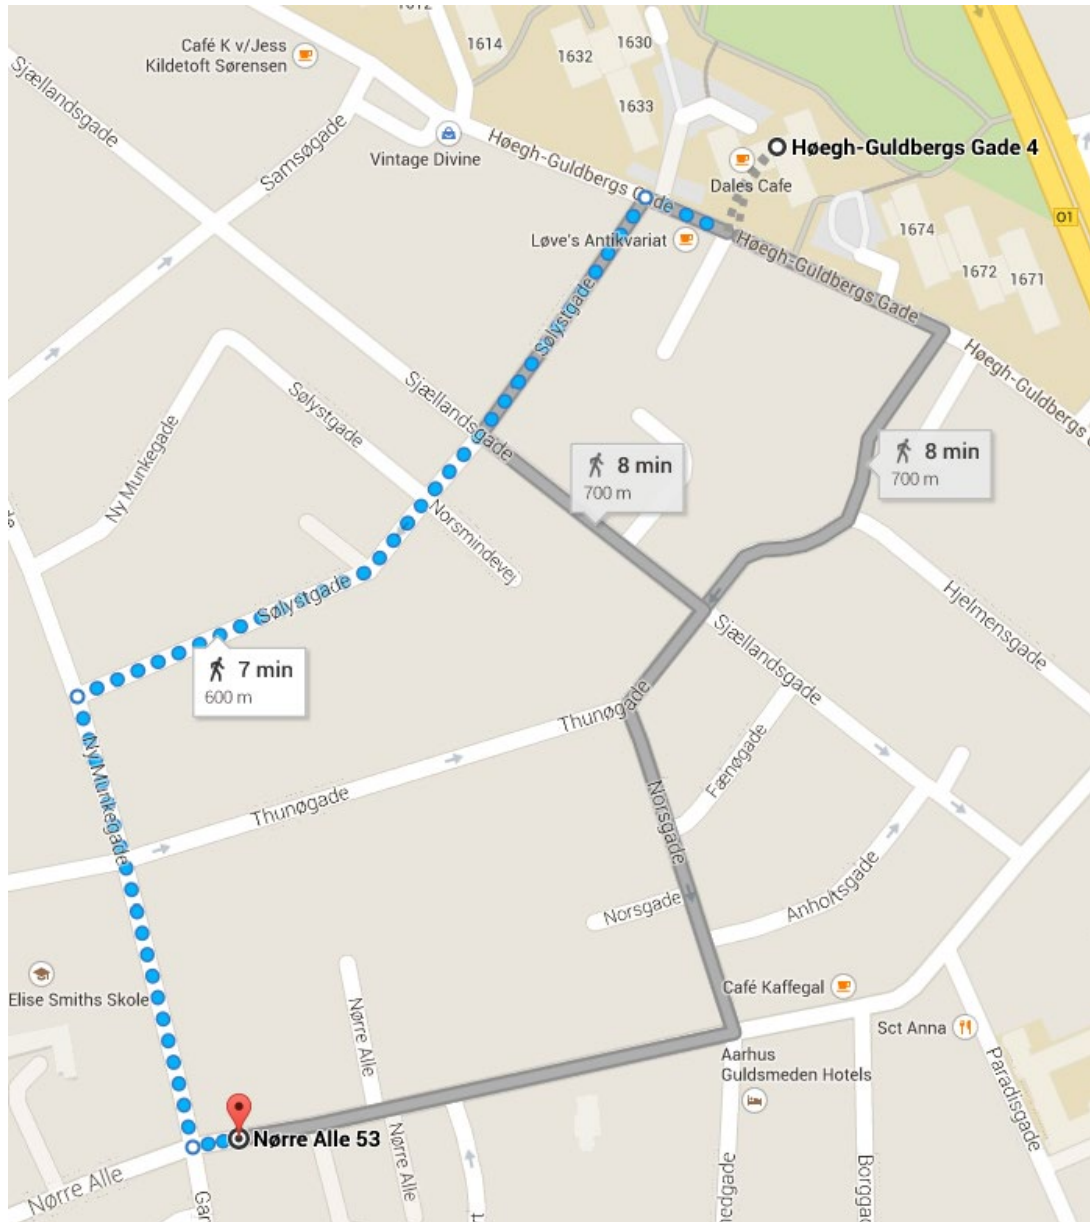 1612
1614
1630
1632
1633
Café K v/Jess
Kildetoft Sørensen
Sjællandsgade
Samsøgade
Vintage Divine
Høegh-Guldbergs Gade
Høegh-Guldbergs Gade 4
Dales Cafe
Løve's Antikvariat
Høegh-Guldbergs Gade
1674
1672
1671
O1
Høegh-Guldbergs G
Sølystgade
Sjællandsgade
Sølystgade
Ny Munkegade
8 min
700 m
8 min
700 m
Norsmindevej
Sølystgade
Hjelmensgade
Sjællandsgade
7 min
600 m
Thunøgade
Ny Munkegade
Thunøgade
Fænøgade
Norsgade
Norsgade
Anholtsgade
Elise Smiths Skole
Café Kaffegal
Sct Anna
Nørre Alle
Aarhus
Guldsmeden Hotels
Paradisgade
Nørre Alle 53
Nørre Alle
Nørre Alle
Gar
Borggad